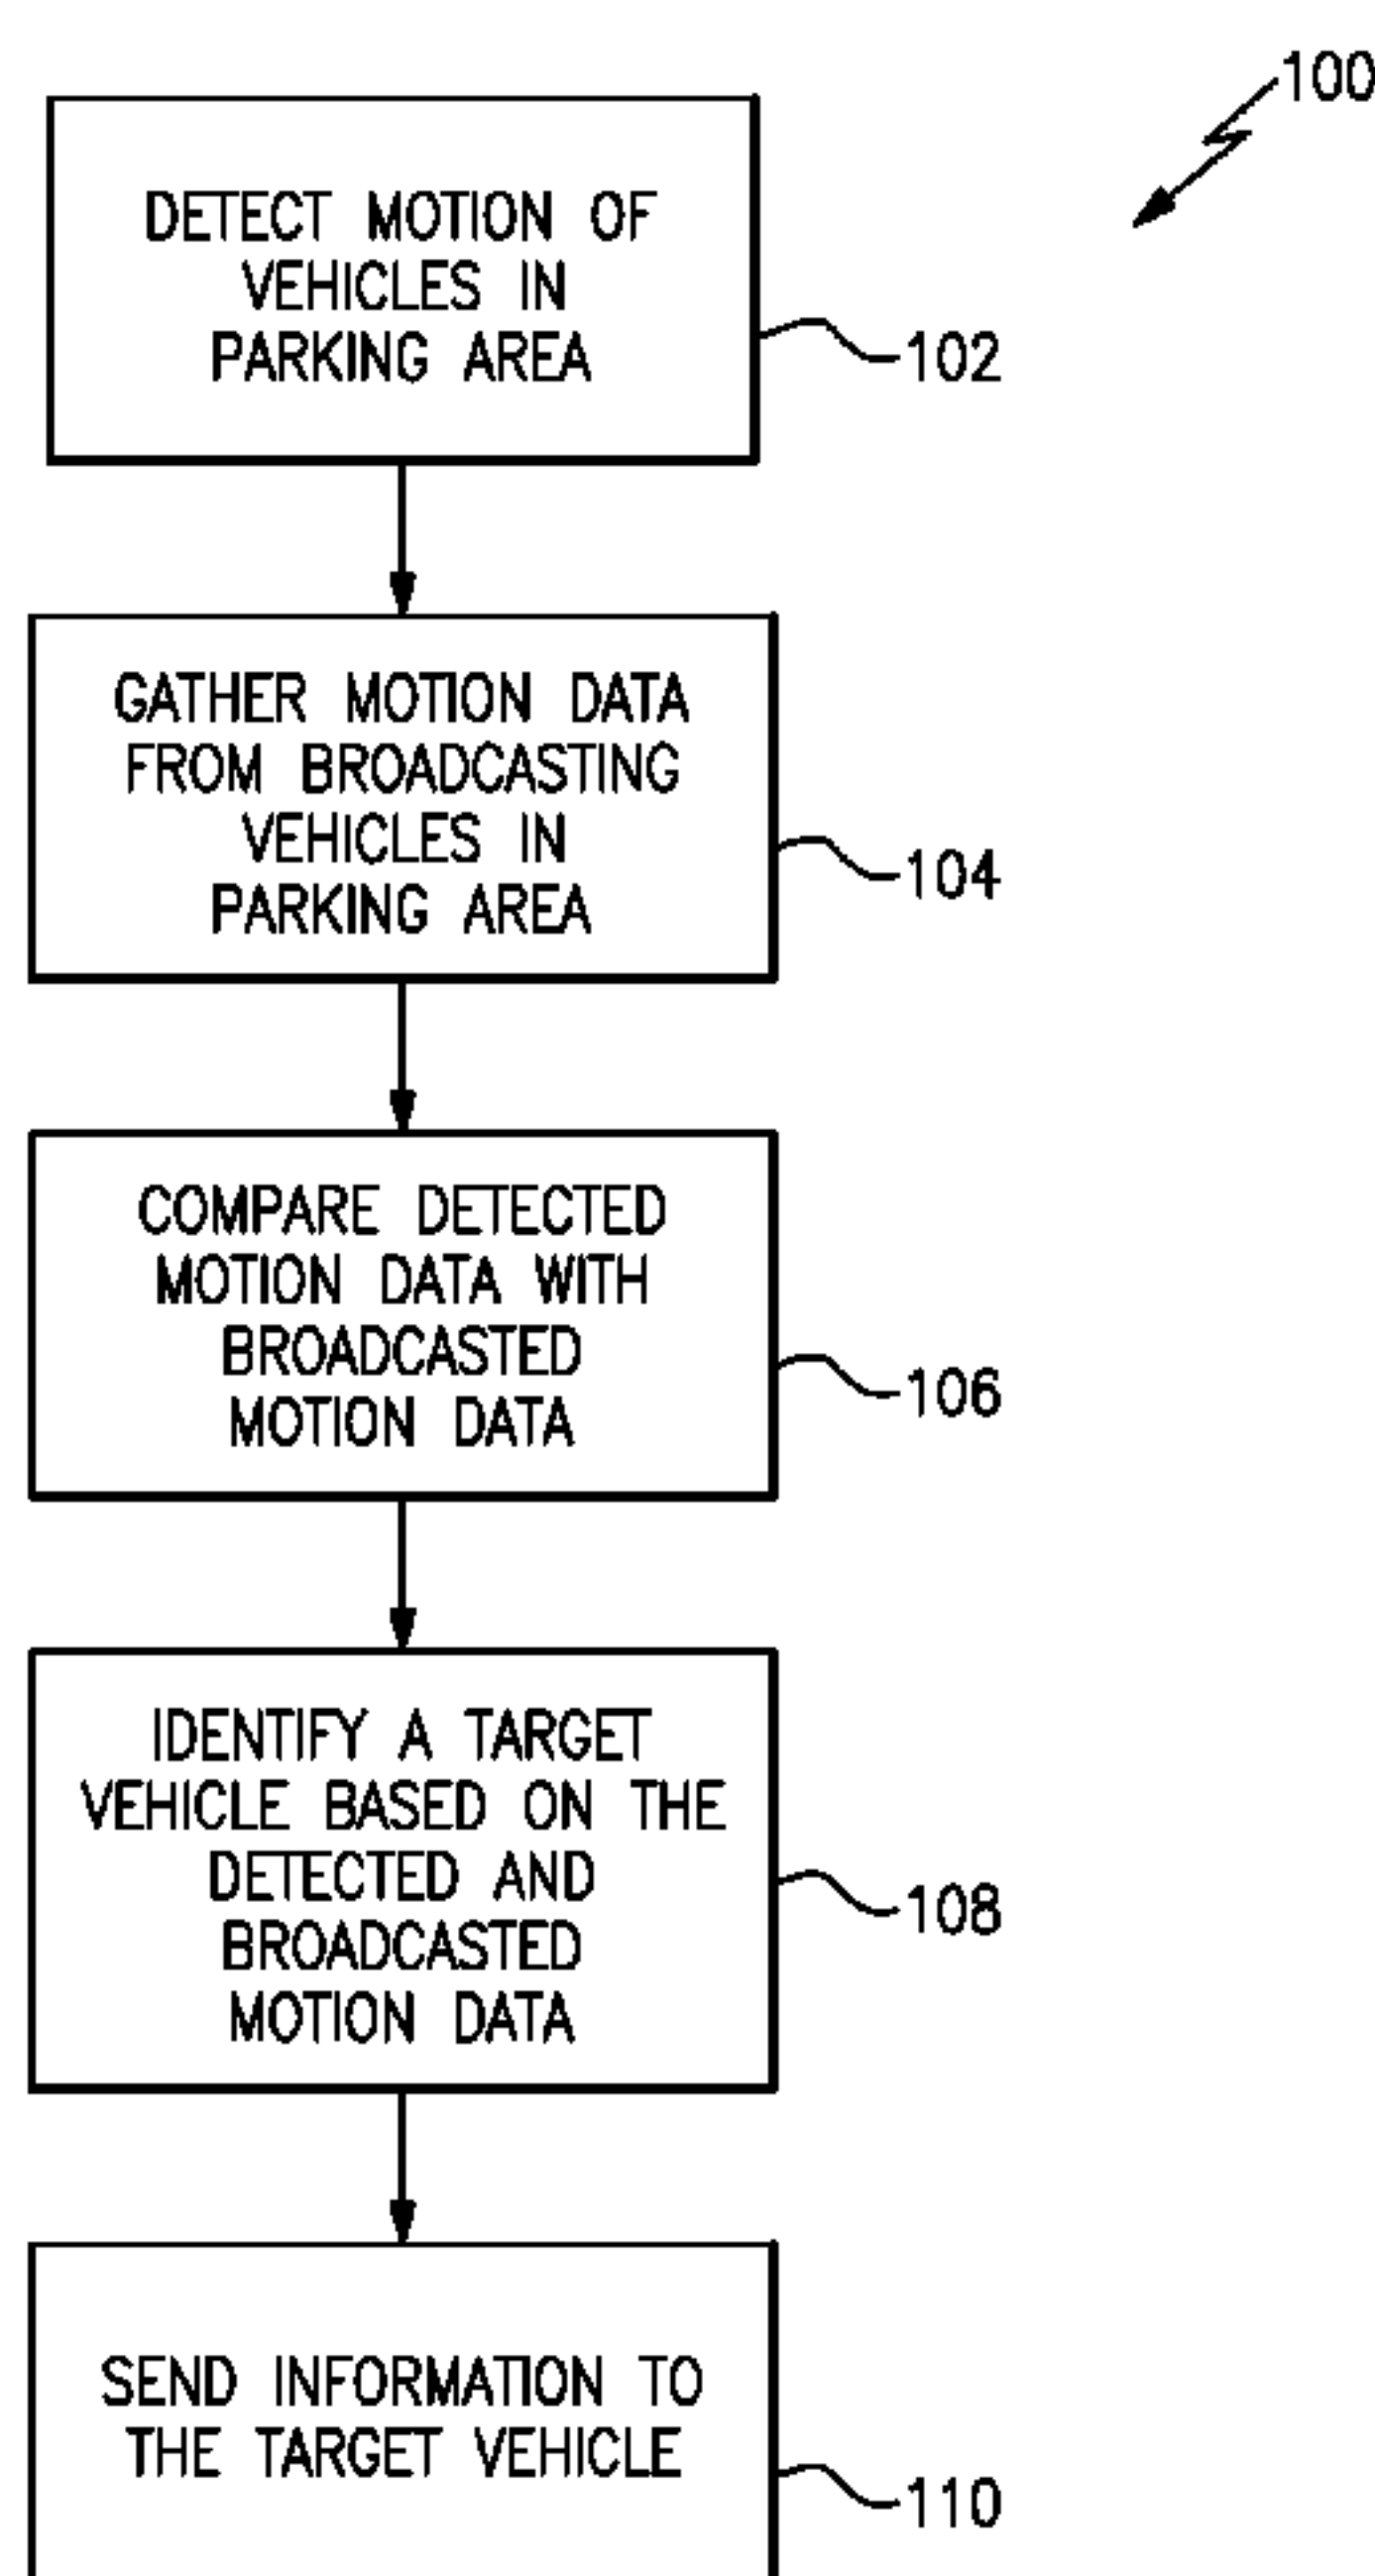 100
DETECT MOTION OF
VEHICLES IN
PARKING AREA
102
GATHER MOTION DATA
FROM BROADCASTING
VEHICLES IN
PARKING AREA
104
COMPARE DETECTED
MOTION DATA WITH
BROADCASTED
MOTION DATA
106
IDENTIFY A TARGET
VEHICLE BASED ON THE
DETECTED AND
BROADCASTED
MOTION DATA
108
SEND INFORMATION TO
THE TARGET VEHICLE
110